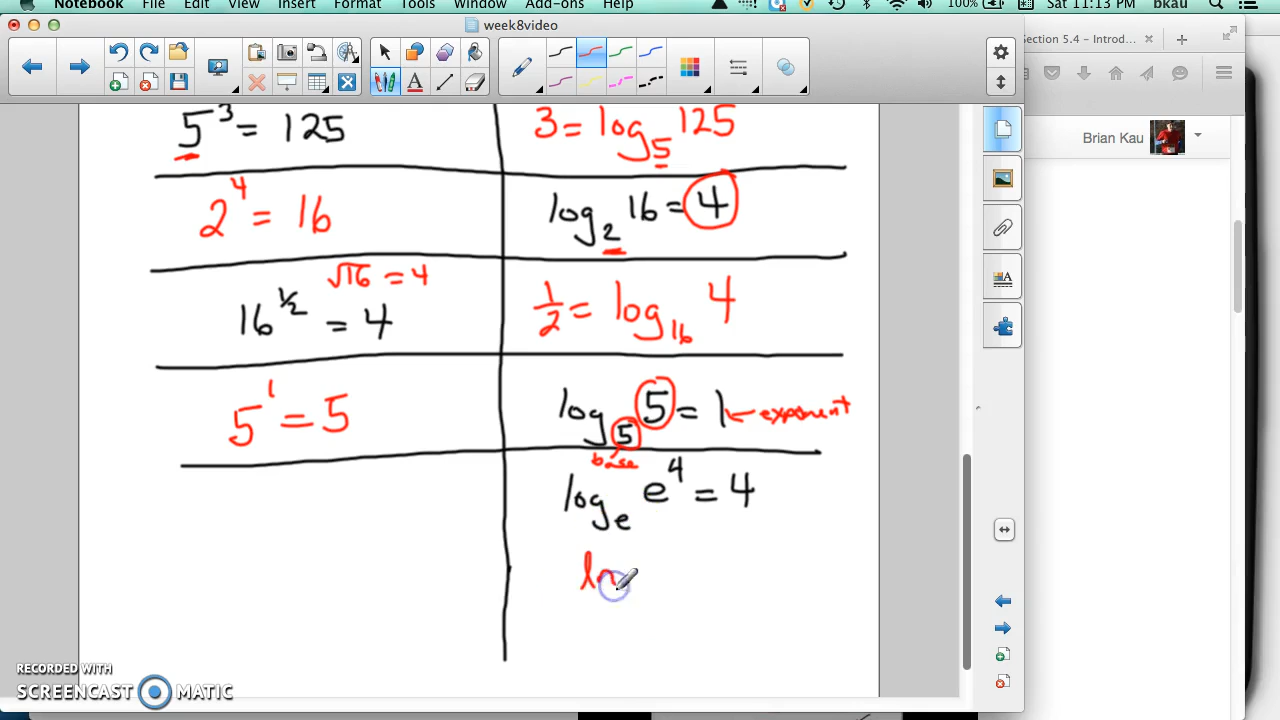 Notebook File Edit View Insert Format Tools Window Add-ons Help 100% Sat 11:13 PM bkau
week8video
Section 5.4 – Introd...
Brian Kau
5³ = 125
3 = log₅ 125
2⁴ = 16
log₂ 16 = 4
√16 = 4
16^½ = 4
½ = log₁₆ 4
5¹ = 5
log₅ 5 = 1 ← exponent
base
logₑ e⁴ = 4
ln
RECORDED WITH
SCREENCAST MATIC